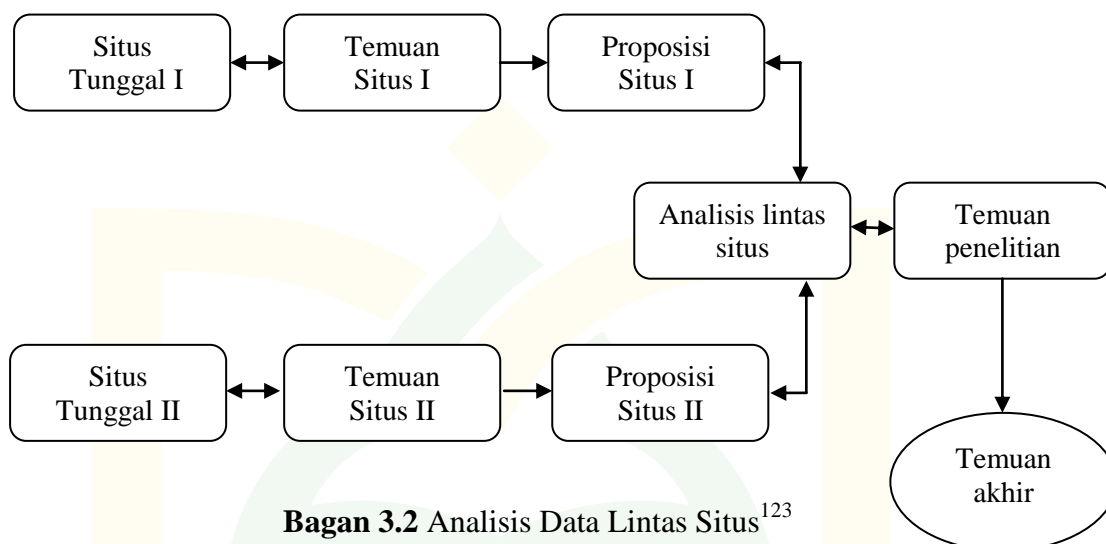 Situs
Tunggal I
Temuan
Situs I
Proposisi
Situs I
Analisis lintas
situs
Temuan
penelitian
Situs
Tunggal II
Temuan
Situs II
Proposisi
Situs II
Temuan
akhir
Bagan 3.2 Analisis Data Lintas Situs123